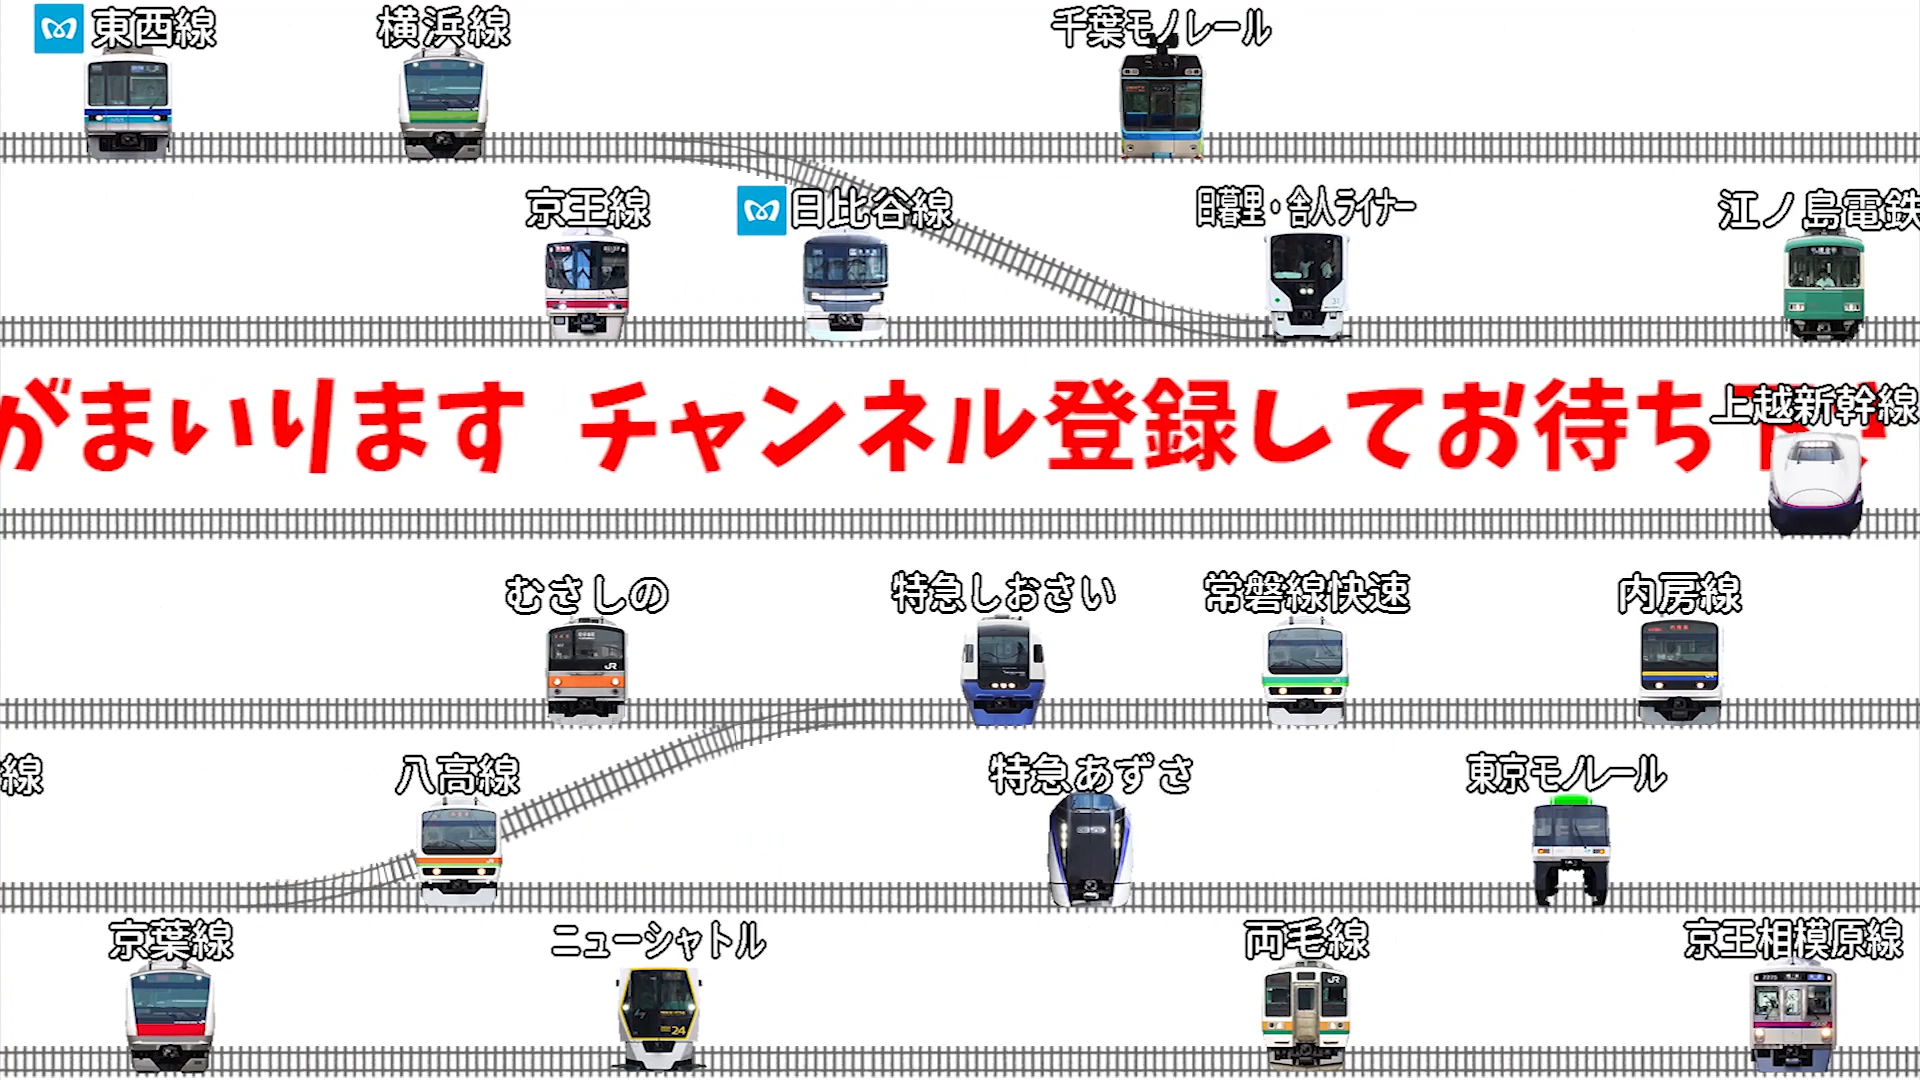 東西線 横浜線 千葉モノレール
京王線 日比谷線 日暮里・舎人ライナー 江ノ島電鉄
がまいります チャンネル登録してお待ち下さ
上越新幹線
むさしの 特急しおさい 常磐線快速 内房線
線 八高線 特急あずさ 東京モノレール
京葉線 ニューシャトル 両毛線 京王相模原線